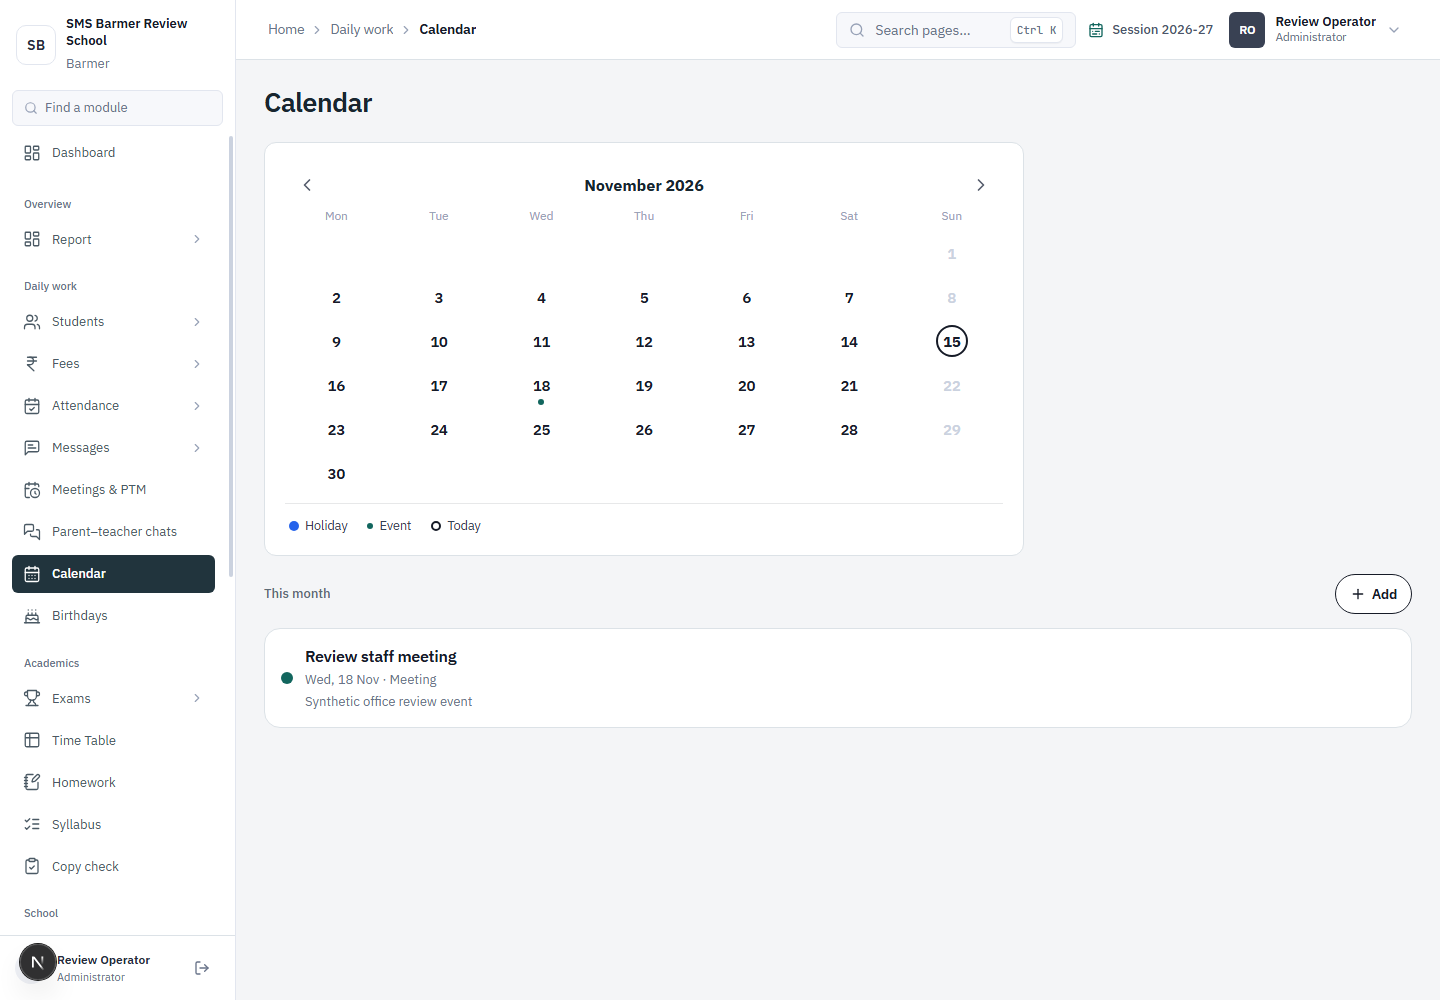 SB
SMS Barmer Review
School
Barmer
Find a module
Dashboard
Overview
Report
Daily work
Students
Fees
Attendance
Messages
Meetings & PTM
Parent–teacher chats
Calendar
Birthdays
Academics
Exams
Time Table
Homework
Syllabus
Copy check
School
N
Review Operator
Administrator
Home > Daily work > Calendar
Search pages... Ctrl K
Session 2026-27
RO
Review Operator
Administrator
Calendar
November 2026
Mon Tue Wed Thu Fri Sat Sun
1
2 3 4 5 6 7 8
9 10 11 12 13 14 15
16 17 18 19 20 21 22
23 24 25 26 27 28 29
30
Holiday Event Today
This month
+ Add
Review staff meeting
Wed, 18 Nov · Meeting
Synthetic office review event